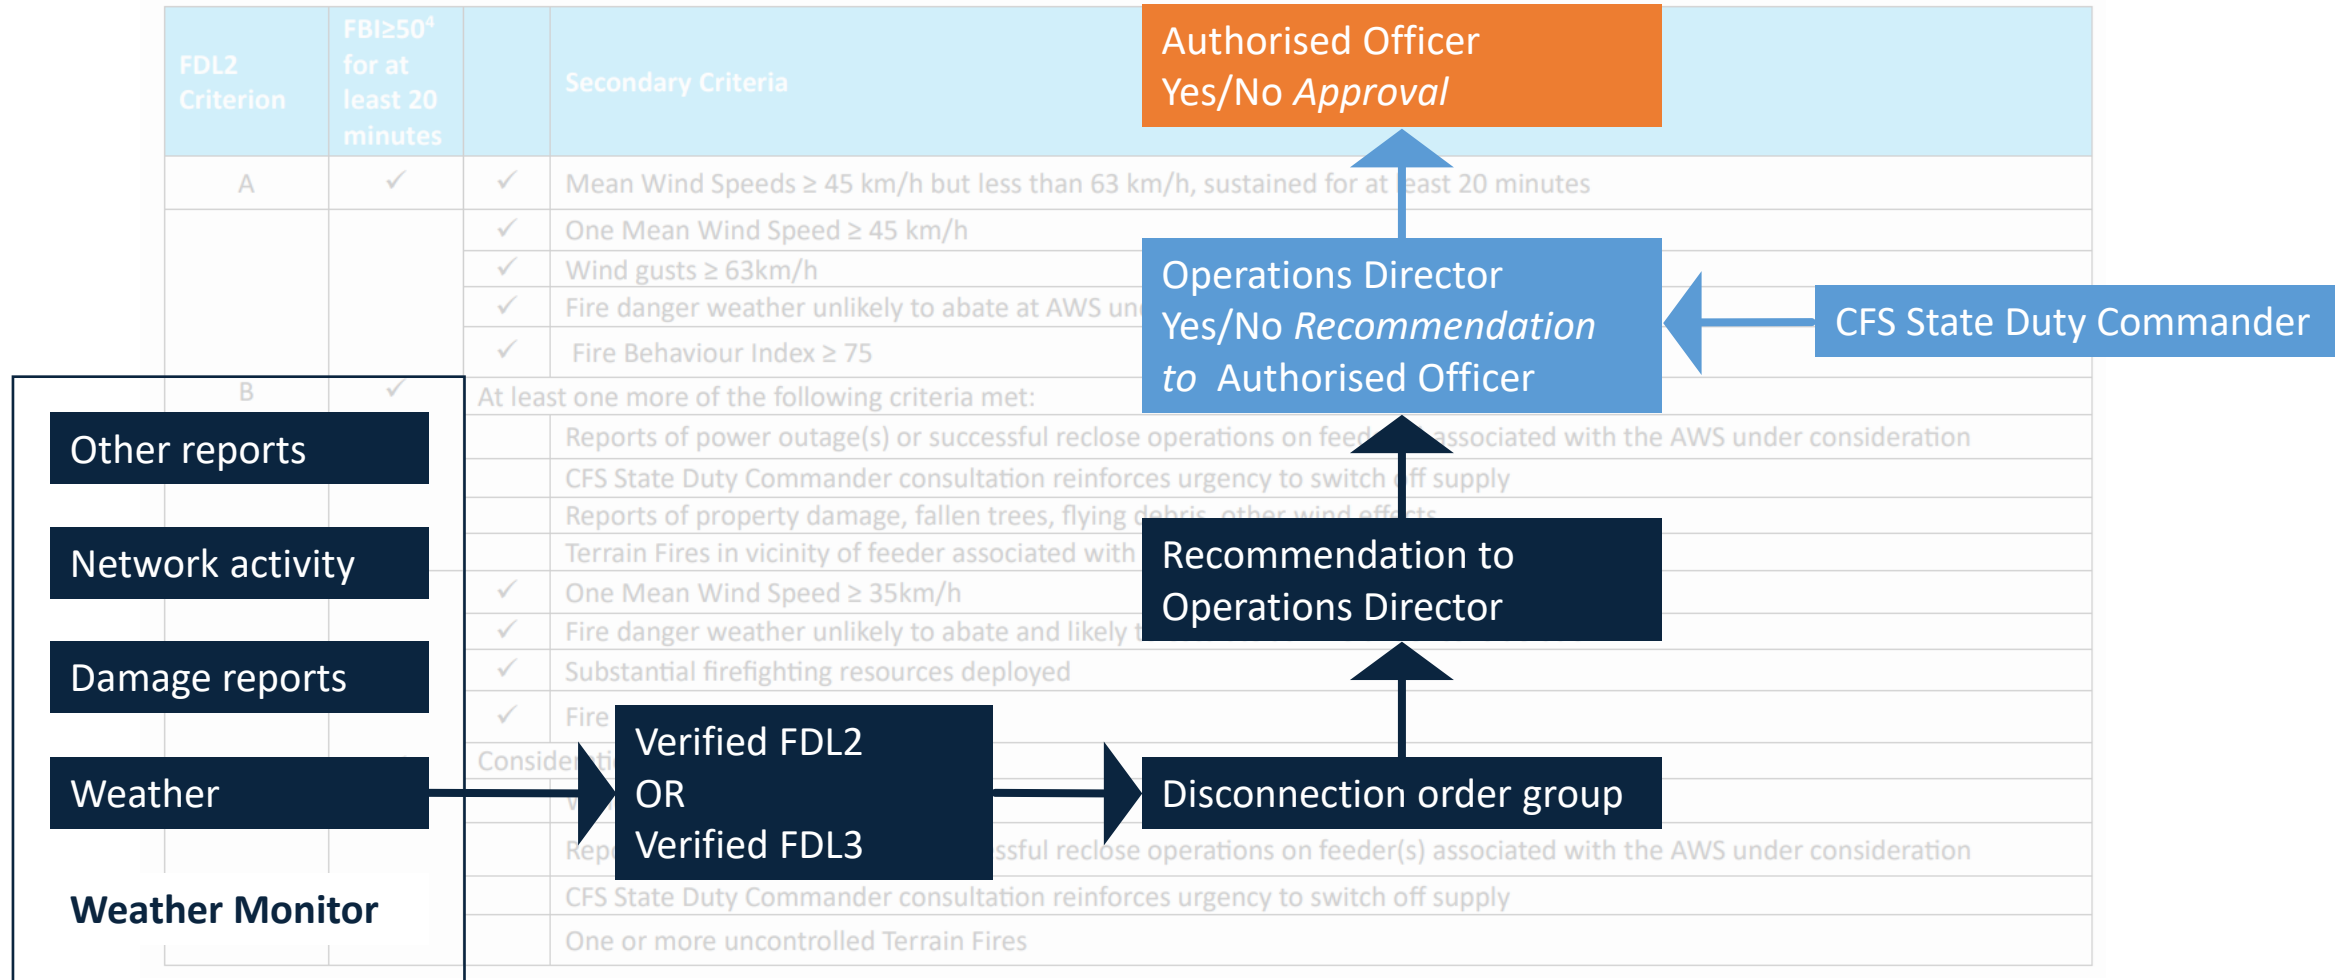 FDL2
Criterion
FBI≥50⁴
for at
least 20
minutes
Secondary Criteria
Authorised Officer
Yes/No Approval
A ✓ ✓ Mean Wind Speeds ≥ 45 km/h but less than 63 km/h, sustained for at least 20 minutes
✓ One Mean Wind Speed ≥ 45 km/h
✓ Wind gusts ≥ 63km/h
✓ Fire danger weather unlikely to abate at AWS
✓ Fire Behaviour Index ≥ 75
Operations Director
Yes/No Recommendation
to Authorised Officer
CFS State Duty Commander
B ✓ At least one more of the following criteria met:
Reports of power outage(s) or successful reclose operations on associated with the AWS under consideration
CFS State Duty Commander consultation reinforces urgency to switch off supply
Reports of property damage, fallen trees, flying debris, other wind effects
Terrain Fires in vicinity of feeder associated with
✓ One Mean Wind Speed ≥ 35km/h
✓ Fire danger weather unlikely to abate and likely
✓ Substantial firefighting resources deployed
✓ Fire
Recommendation to
Operations Director
Other reports
Network activity
Damage reports
Weather
Weather Monitor
Verified FDL2
OR
Verified FDL3
Disconnection order group
reclose operations on feeder(s) associated with the AWS under consideration
CFS State Duty Commander consultation reinforces urgency to switch off supply
One or more uncontrolled Terrain Fires